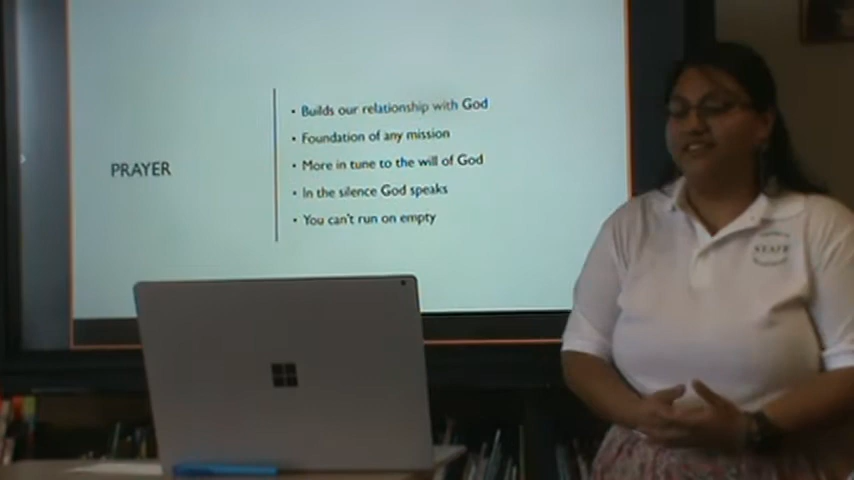 PRAYER
• Builds our relationship with God
• Foundation of any mission
• More in tune to the will of God
• In the silence God speaks
• You can't run on empty
STAFF